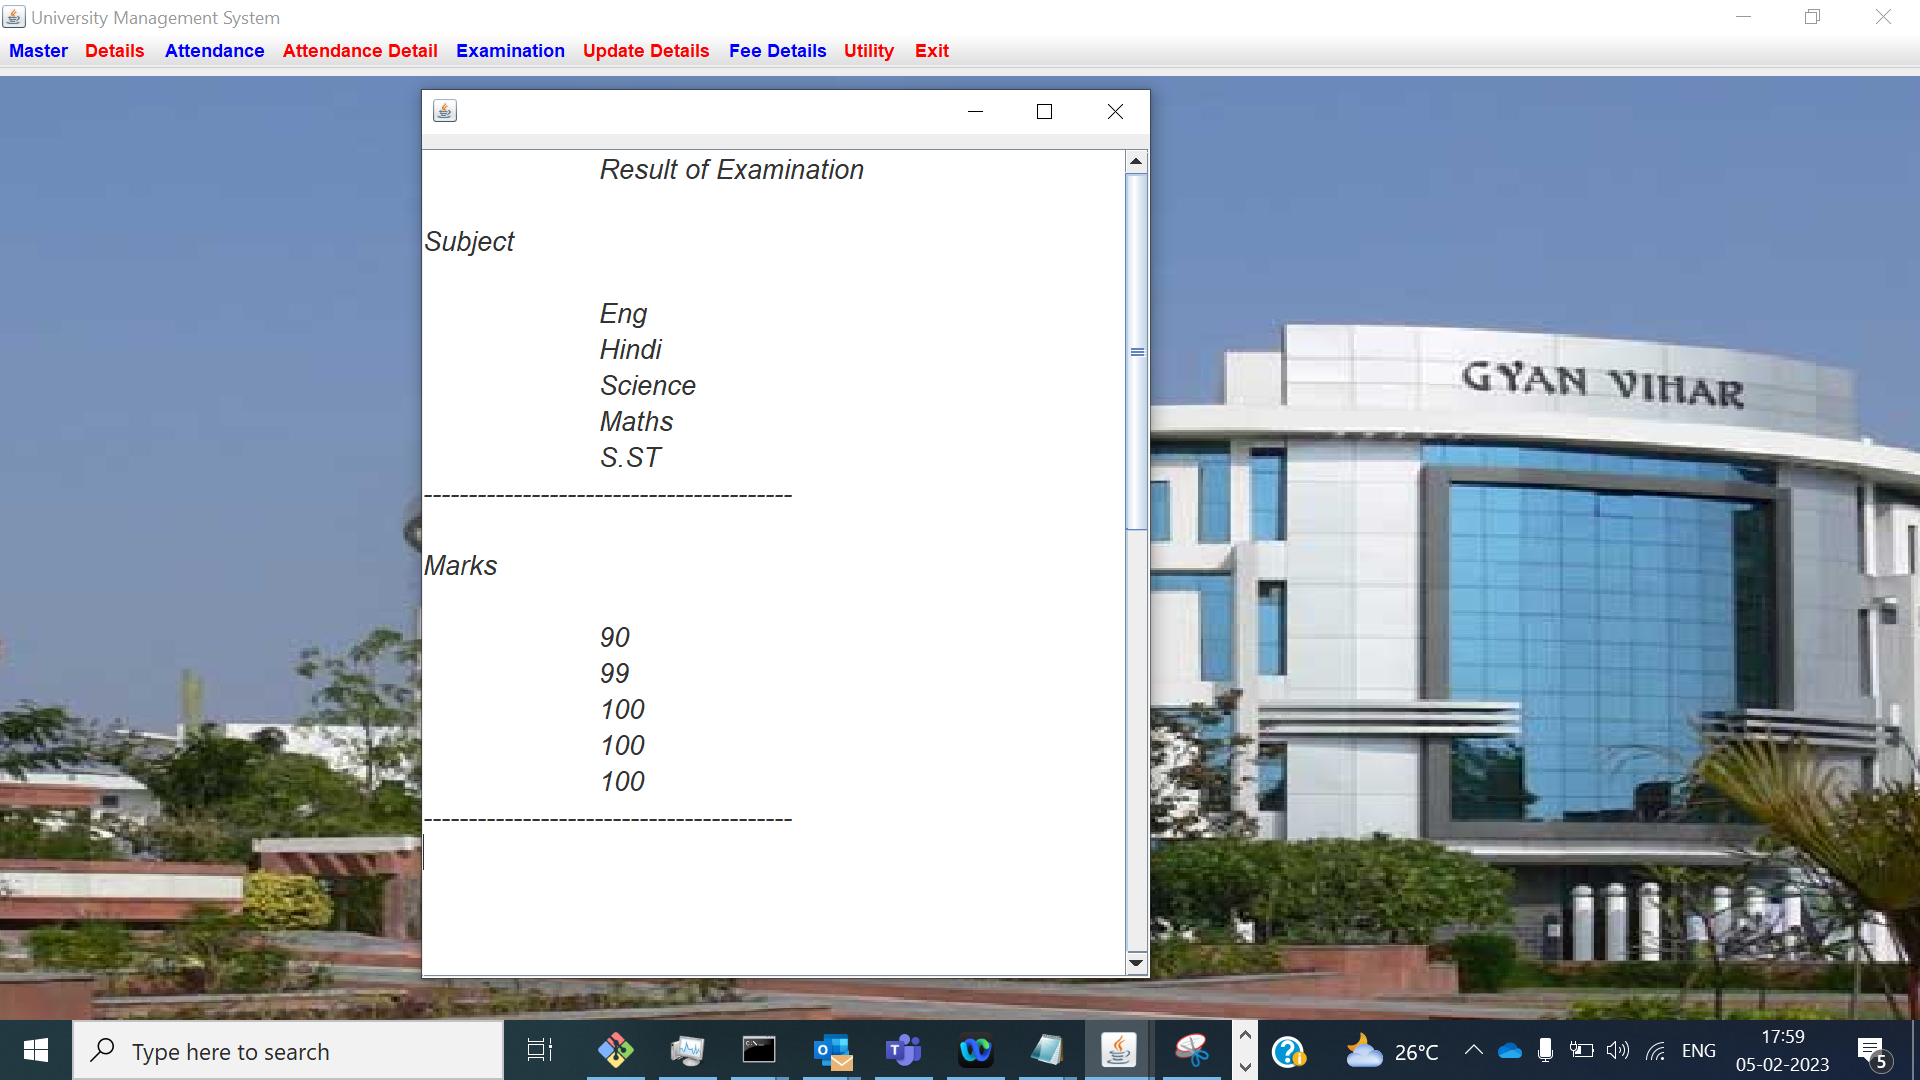 University Management System
Master Details Attendance Attendance Detail Examination Update Details Fee Details Utility Exit
Result of Examination
Subject
Eng
Hindi
Science
Maths
S.ST
-----------------------------------------
Marks
90
99
100
100
100
-----------------------------------------
GYAN VIHAR
Type here to search
26°C
ENG
17:59
05-02-2023
5